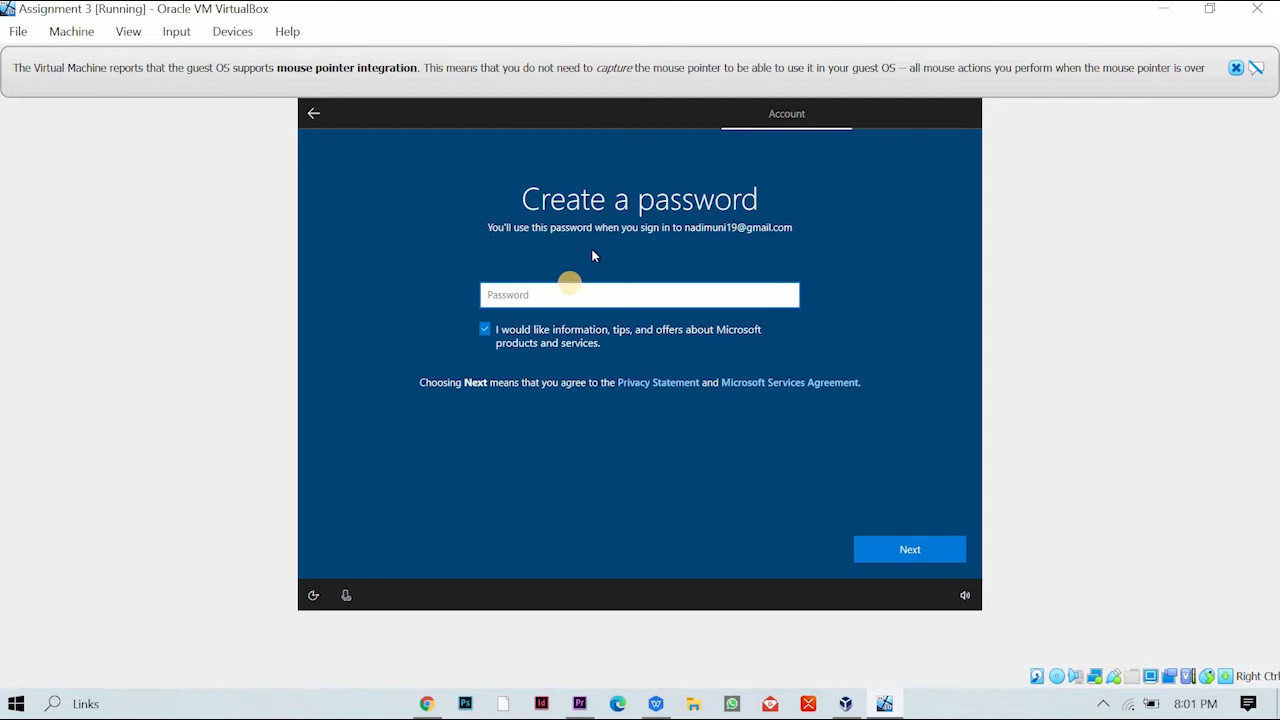 Assignment 3 [Running] - Oracle VM VirtualBox
File Machine View Input Devices Help
The Virtual Machine reports that the guest OS supports mouse pointer integration. This means that you do not need to capture the mouse pointer to be able to use it in your guest OS -- all mouse actions you perform when the mouse pointer is over
Account
Create a password
You'll use this password when you sign in to nadimuni19@gmail.com
Password
I would like information, tips, and offers about Microsoft
products and services.
Choosing Next means that you agree to the Privacy Statement and Microsoft Services Agreement.
Next
Right Ctrl
Links
Ps
Id
Pr
8:01 PM